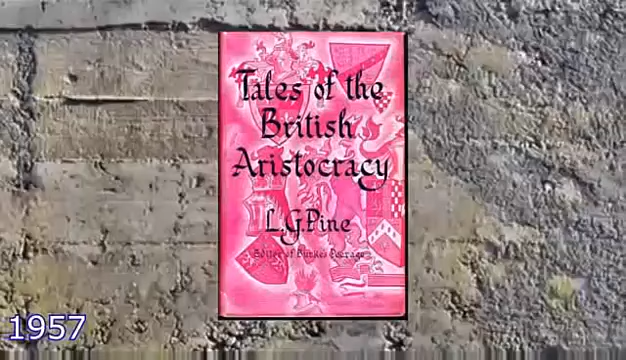 Tales of the
British
Aristocracy
L.G.Pine
Editor of Burke's Peerage
1957